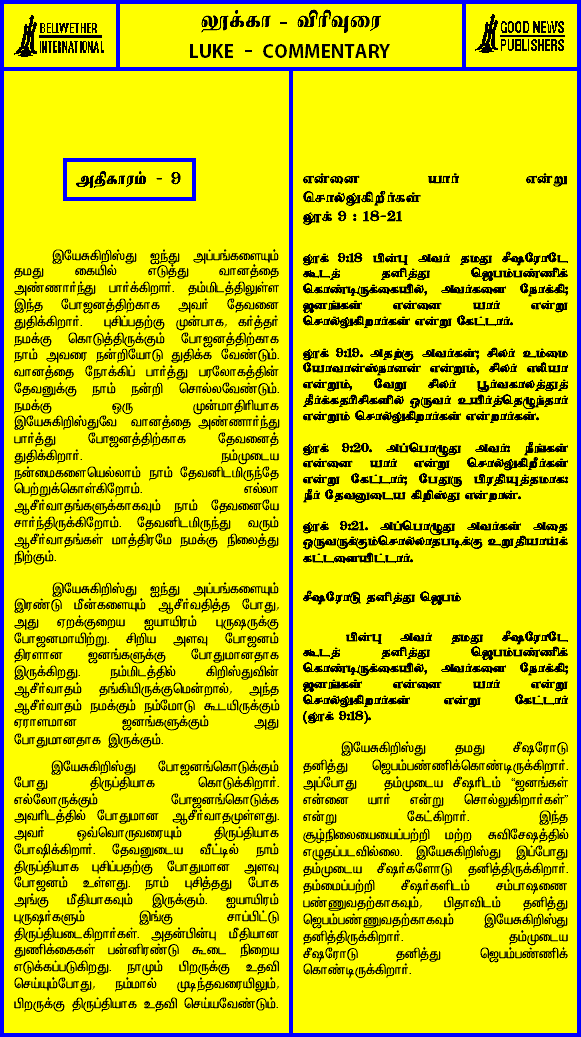 BELWETHER
INTERNATIONAL
லூக்கா - விரிவுரை
LUKE - COMMENTARY
GOOD NEWS
PUBLISHERS
அதிகாரம் - 9
இயேசுகிறிஸ்து ஐந்து அப்பங்களையும்
தமது கையில் எடுத்து வானத்தை
அண்ணார்ந்து பார்க்கிறார். தம்மிடத்திலுள்ள
இந்த போஜனத்திற்காக அவர் தேவனை
துதிக்கிறார். புசிப்பதற்கு முன்பாக, கர்த்தர்
நமக்கு கொடுத்திருக்கும் போஜனத்திற்காக
நாம் அவரை நன்றியோடு துதிக்க வேண்டும்.
வானத்தை நோக்கிப் பார்த்து பரலோகத்தின்
தேவனுக்கு நாம் நன்றி சொல்லவேண்டும்.
நமக்கு ஒரு முன்மாதிரியாக
இயேசுகிறிஸ்துவே வானத்தை அண்ணார்ந்து
பார்த்து போஜனத்திற்காக தேவனைத்
துதிக்கிறார். நம்முடைய
நன்மைகளையெல்லாம் நாம் தேவனிடமிருந்தே
பெற்றுக்கொள்கிறோம். எல்லா
ஆசீர்வாதங்களுக்காகவும் நாம் தேவனையே
சார்ந்திருக்கிறோம். தேவனிடமிருந்து வரும்
ஆசீர்வாதங்கள் மாத்திரமே நமக்கு நிலைத்து
நிற்கும்.
இயேசுகிறிஸ்து ஐந்து அப்பங்களையும்
இரண்டு மீன்களையும் ஆசீர்வதித்த போது,
அது ஏறக்குறைய ஐயாயிரம் புருஷருக்கு
போஜனமாயிற்று. சிறிய அளவு போஜனம்
திரளான ஜனங்களுக்கு போதுமானதாக
இருக்கிறது. நம்மிடத்தில் கிறிஸ்துவின்
ஆசீர்வாதம் தங்கியிருக்குமென்றால், அந்த
ஆசீர்வாதம் நமக்கும் நம்மோடு கூடயிருக்கும்
ஏராளமான ஜனங்களுக்கும் அது
போதுமானதாக இருக்கும்.
இயேசுகிறிஸ்து போஜனங்கொடுக்கும்
போது திருப்தியாக கொடுக்கிறார்.
எல்லோருக்கும் போஜனங்கொடுக்க
அவரிடத்தில் போதுமான ஆசீர்வாதமுள்ளது.
அவர் ஒவ்வொருவரையும் திருப்தியாக
போஷிக்கிறார். தேவனுடைய வீட்டில் நாம்
திருப்தியாக புசிப்பதற்கு போதுமான அளவு
போஜனம் உள்ளது. நாம் புசித்தது போக
அங்கு மீதியாகவும் இருக்கும். ஐயாயிரம்
புருஷர்களும் இங்கு சாப்பிட்டு
திருப்தியடைகிறார்கள். அதன்பின்பு மீதியான
துணிக்கைகள் பன்னிரண்டு கூடை நிறைய
எடுக்கப்படுகிறது. நாமும் பிறருக்கு உதவி
செய்யும்போது, நம்மால் முடிந்தவரையிலும்,
பிறருக்கு திருப்தியாக உதவி செய்யவேண்டும்.
என்னை யார் என்று
சொல்லுகிறீர்கள்
லூக் 9 : 18-21
லூக் 9:18 பின்பு அவர் தமது சீஷரோடே
கூடத் தனித்து ஜெபம்பண்ணிக்
கொண்டிருக்கையில், அவர்களை நோக்கி;
ஜனங்கள் என்னை யார் என்று
சொல்லுகிறார்கள் என்று கேட்டார்.
லூக் 9:19. அதற்கு அவர்கள்; சிலர் உம்மை
யோவான்ஸ்நானன் என்றும், சிலர் எலியா
என்றும், வேறு சிலர் பூர்வகாலத்துத்
தீர்க்கதரிசிகளில் ஒருவர் உயிர்த்தெழுந்தார்
என்றும் சொல்லுகிறார்கள் என்றார்கள்.
லூக் 9:20. அப்பொழுது அவர்: நீங்கள்
என்னை யார் என்று சொல்லுகிறீர்கள்
என்று கேட்டார்; பேதுரு பிரதியுத்தமாக:
நீர் தேவனுடைய கிறிஸ்து என்றான்.
லூக் 9:21. அப்பொழுது அவர்கள் அதை
ஒருவருக்கும்சொல்லாதபடிக்கு உறுதியாய்க்
கட்டளையிட்டார்.
சீஷரோடு தனித்து ஜெபம்
பின்பு அவர் தமது சீஷரோடே
கூடத் தனித்து ஜெபம்பண்ணிக்
கொண்டிருக்கையில், அவர்களை நோக்கி;
ஜனங்கள் என்னை யார் என்று
சொல்லுகிறார்கள் என்று கேட்டார்
(லூக் 9:18).
இயேசுகிறிஸ்து தமது சீஷரோடு
தனித்து ஜெபம்பண்ணிக்கொண்டிருக்கிறார்.
அப்போது தம்முடைய சீஷரிடம் “ஜனங்கள்
என்னை யார் என்று சொல்லுகிறார்கள்”
என்று கேட்கிறார். இந்த
சூழ்நிலையையைப்பற்றி மற்ற சுவிசேஷத்தில்
எழுதப்படவில்லை. இயேசுகிறிஸ்து இப்போது
தம்முடைய சீஷர்களோடு தனித்திருக்கிறார்.
தம்மைப்பற்றி சீஷர்களிடம் சம்பாஷணை
பண்ணுவதற்காகவும், பிதாவிடம் தனித்து
ஜெபம்பண்ணுவதற்காகவும் இயேசுகிறிஸ்து
தனித்திருக்கிறார். தம்முடைய
சீஷரோடு தனித்து ஜெபம்பண்ணிக்
கொண்டிருக்கிறார்.